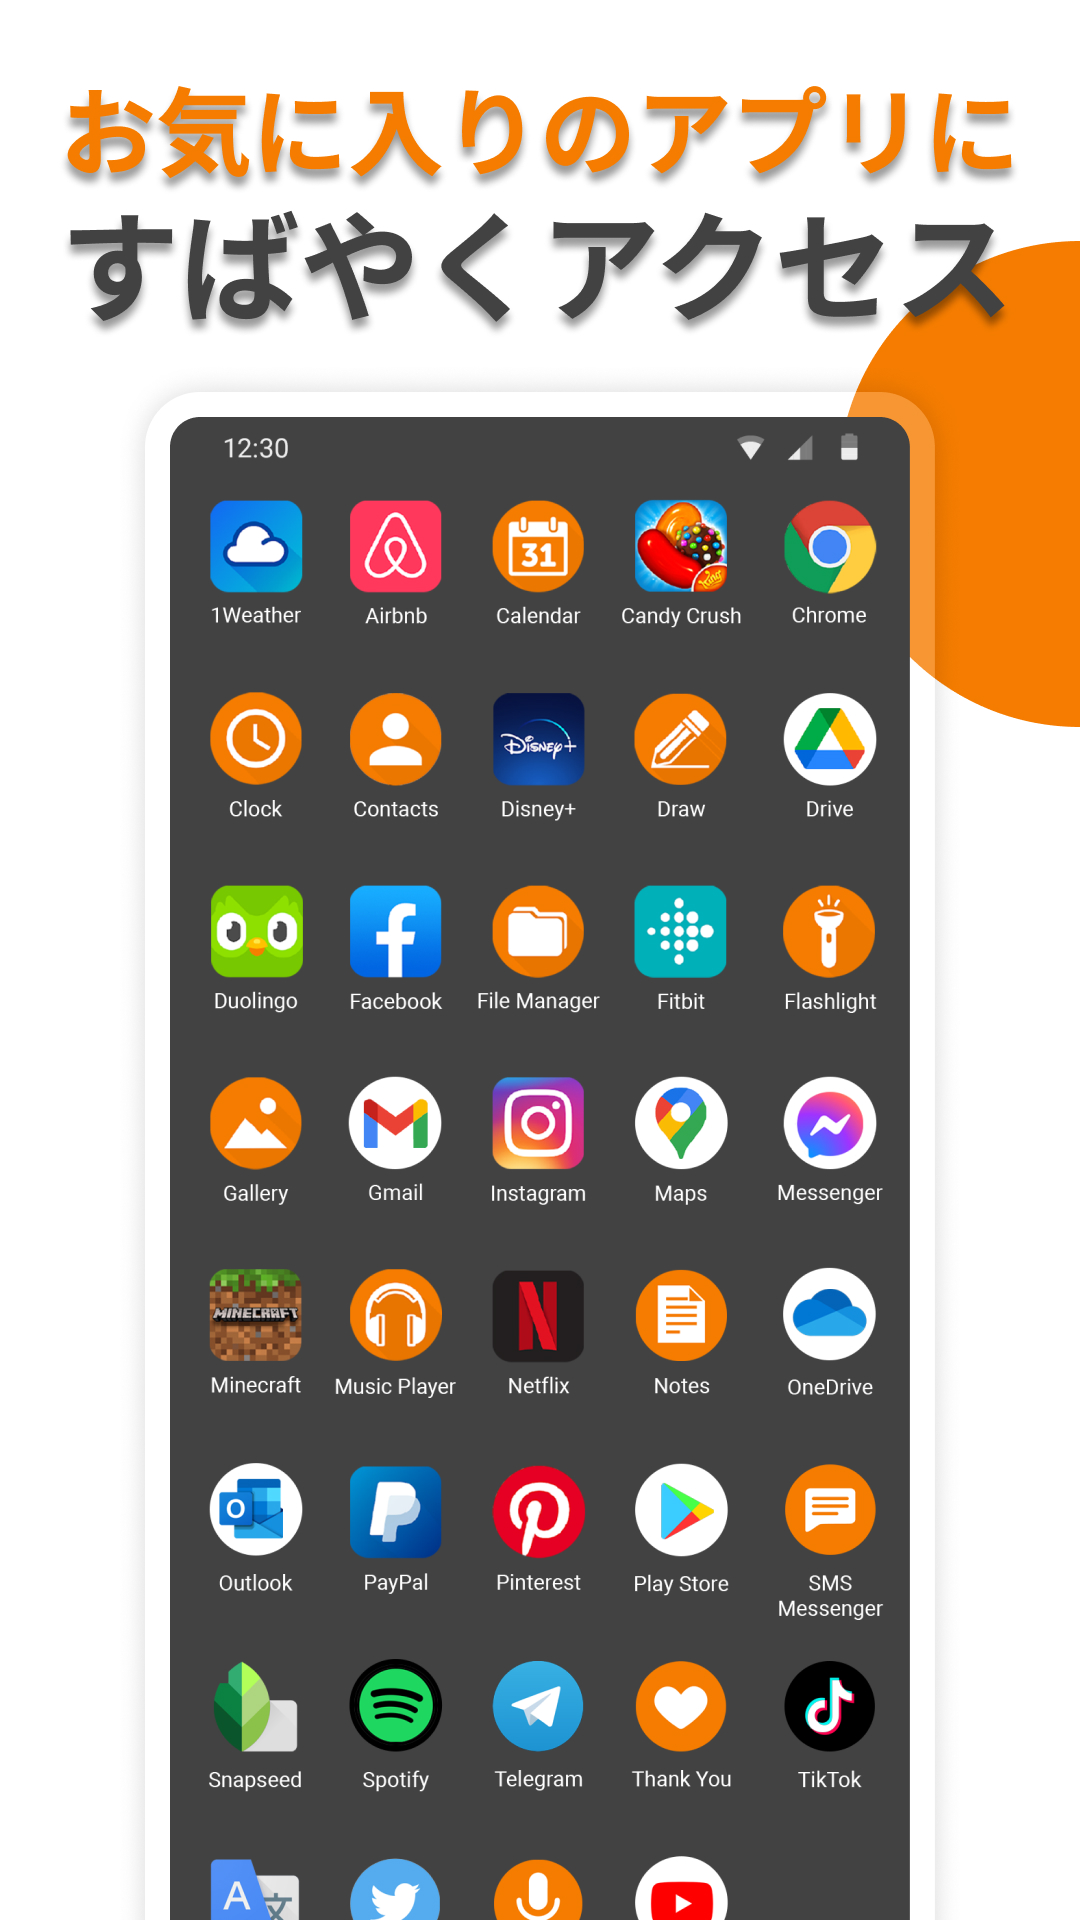 お気に入りのアプリに
すばやくアクセス
12:30
31
king
1Weather Airbnb Calendar Candy Crush Chrome
Disney+
Clock Contacts Disney+ Draw Drive
Duolingo Facebook File Manager Fitbit Flashlight
Gallery Gmail Instagram Maps Messenger
MINECRAFT
Minecraft Music Player Netflix Notes OneDrive
O
Outlook PayPal Pinterest Play Store SMS
Messenger
Snapseed Spotify Telegram Thank You TikTok
A 文